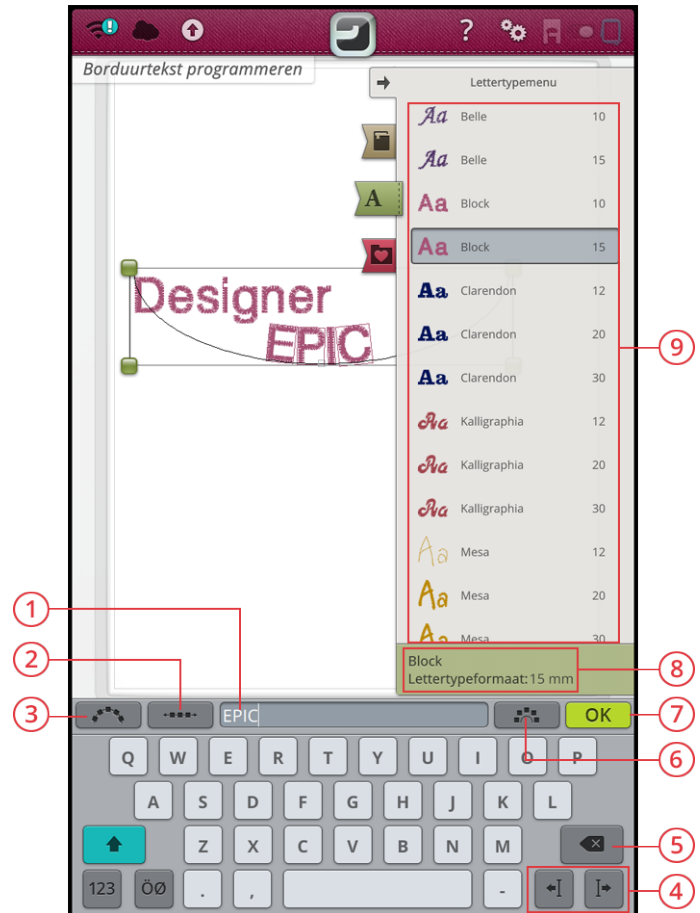 ?
Borduurtekst programmeren
Lettertypemenu
Aa Belle 10
Aa Belle 15
Aa Block 10
A
Aa Block 15
Aa Clarendon 12
Designer
Aa Clarendon 20
EPIC
9
Aa Clarendon 30
Aa Kalligraphia 12
Aa Kalligraphia 20
Aa Kalligraphia 30
Aa Mesa 12
Aa Mesa 20
1
Aa Mesa 30
2
Block
8
Lettertypeformaat: 15 mm
3
EPIC
OK
7
Q W E R T Y U I O P
6
A S D F G H J K L
Z X C V B N M
5
123 ÖØ . , -
4